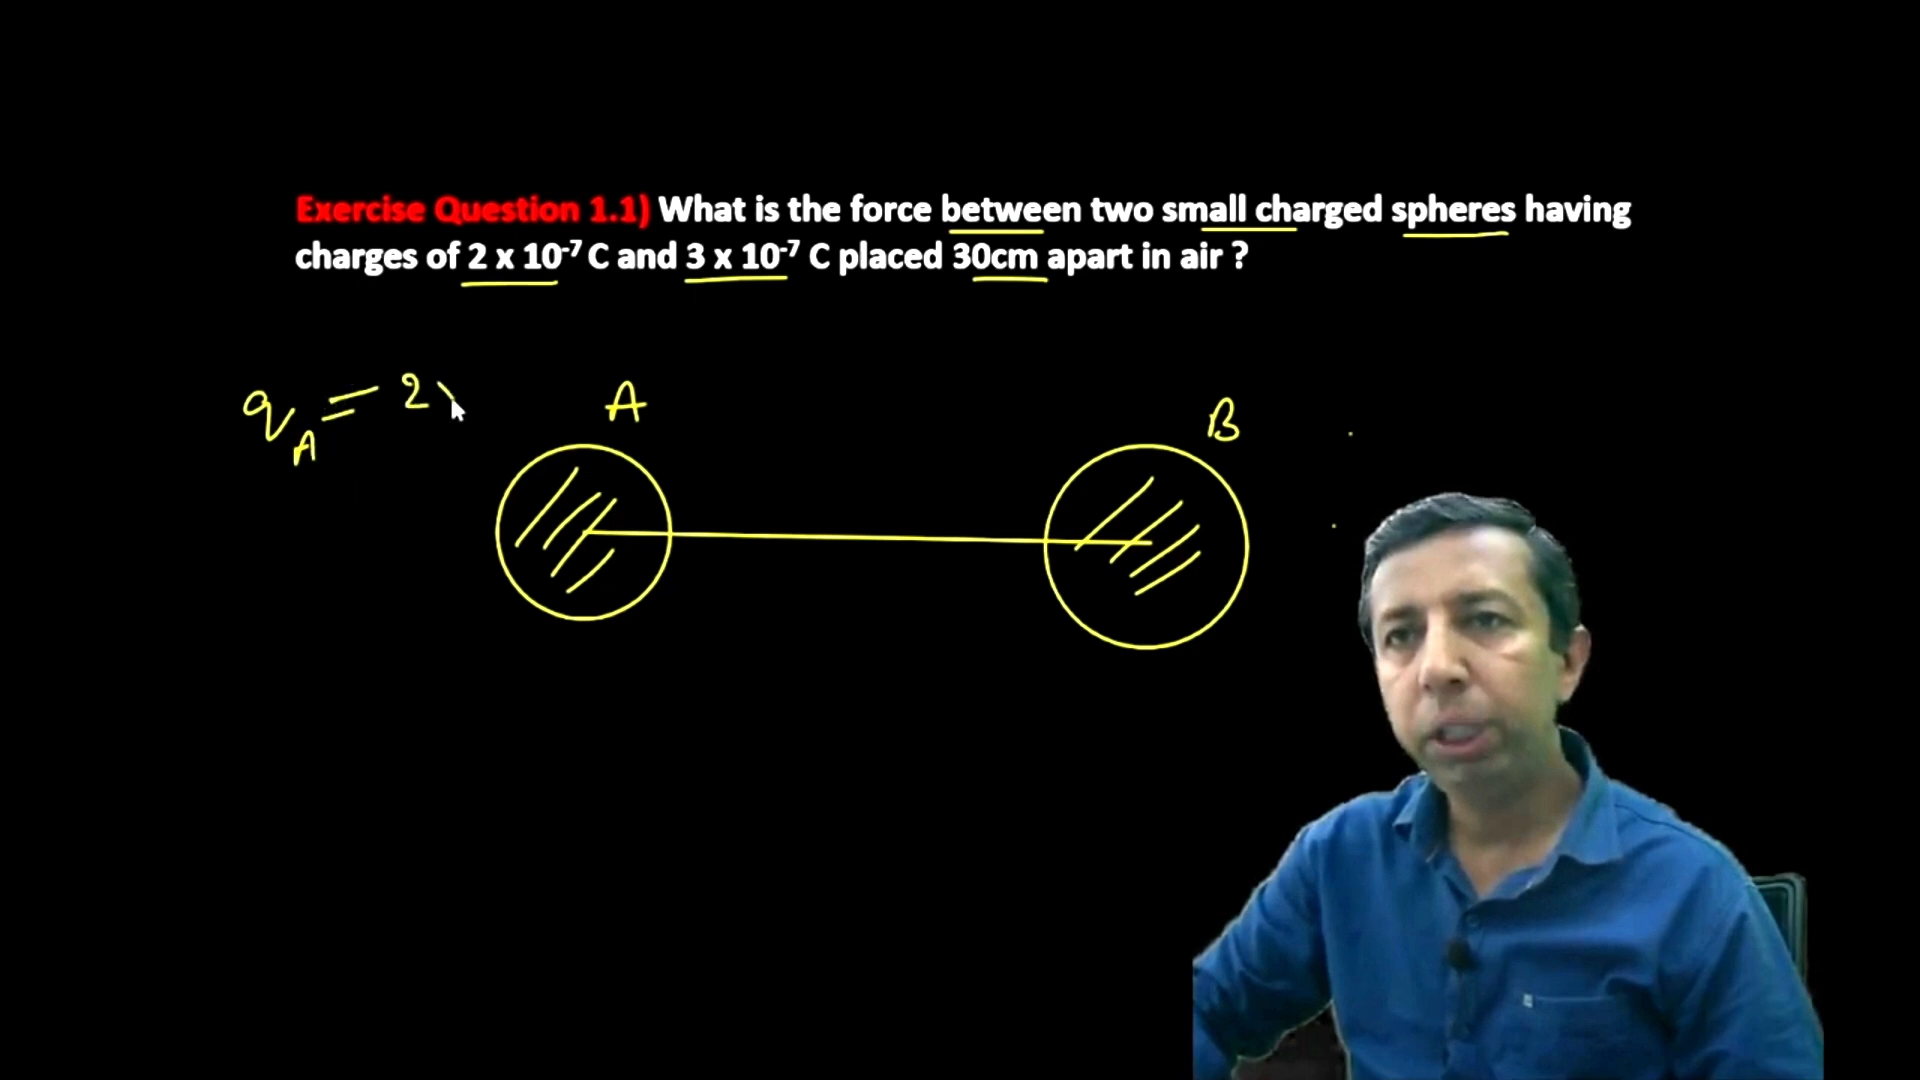 Exercise Question 1.1) What is the force between two small charged spheres having
charges of 2 x 10⁻⁷ C and 3 x 10⁻⁷ C placed 30cm apart in air ?
q_A = 2x
A
B